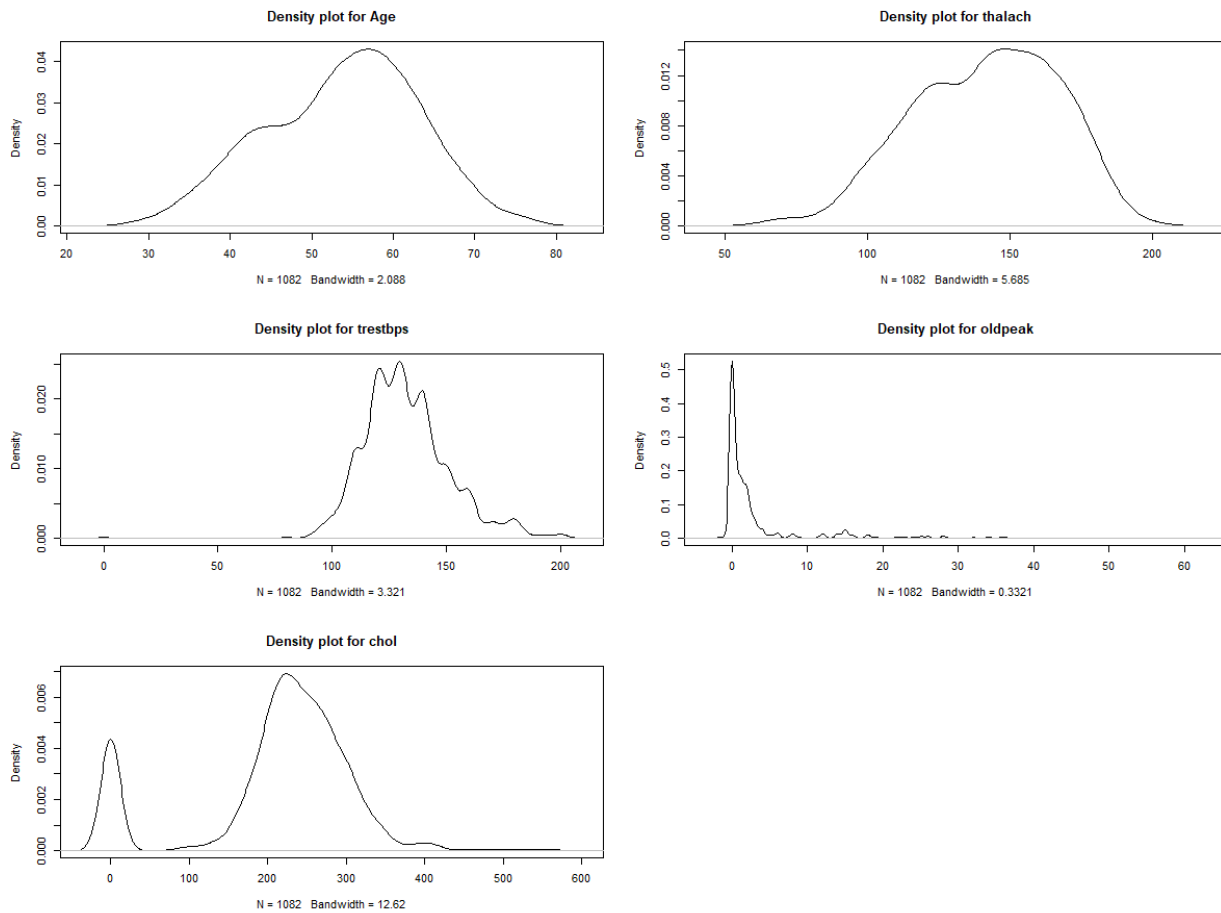 Density plot for Age
Density
0.00 0.01 0.02 0.03 0.04
20 30 40 50 60 70 80
N = 1082 Bandwidth = 2.088
Density plot for thalach
Density
0.000 0.004 0.008 0.012
50 100 150 200
N = 1082 Bandwidth = 5.685
Density plot for trestbps
Density
0.000 0.010 0.020
0 50 100 150 200
N = 1082 Bandwidth = 3.321
Density plot for oldpeak
Density
0.0 0.1 0.2 0.3 0.4 0.5
0 10 20 30 40 50 60
N = 1082 Bandwidth = 0.3321
Density plot for chol
Density
0.000 0.002 0.004 0.006
0 100 200 300 400 500 600
N = 1082 Bandwidth = 12.62